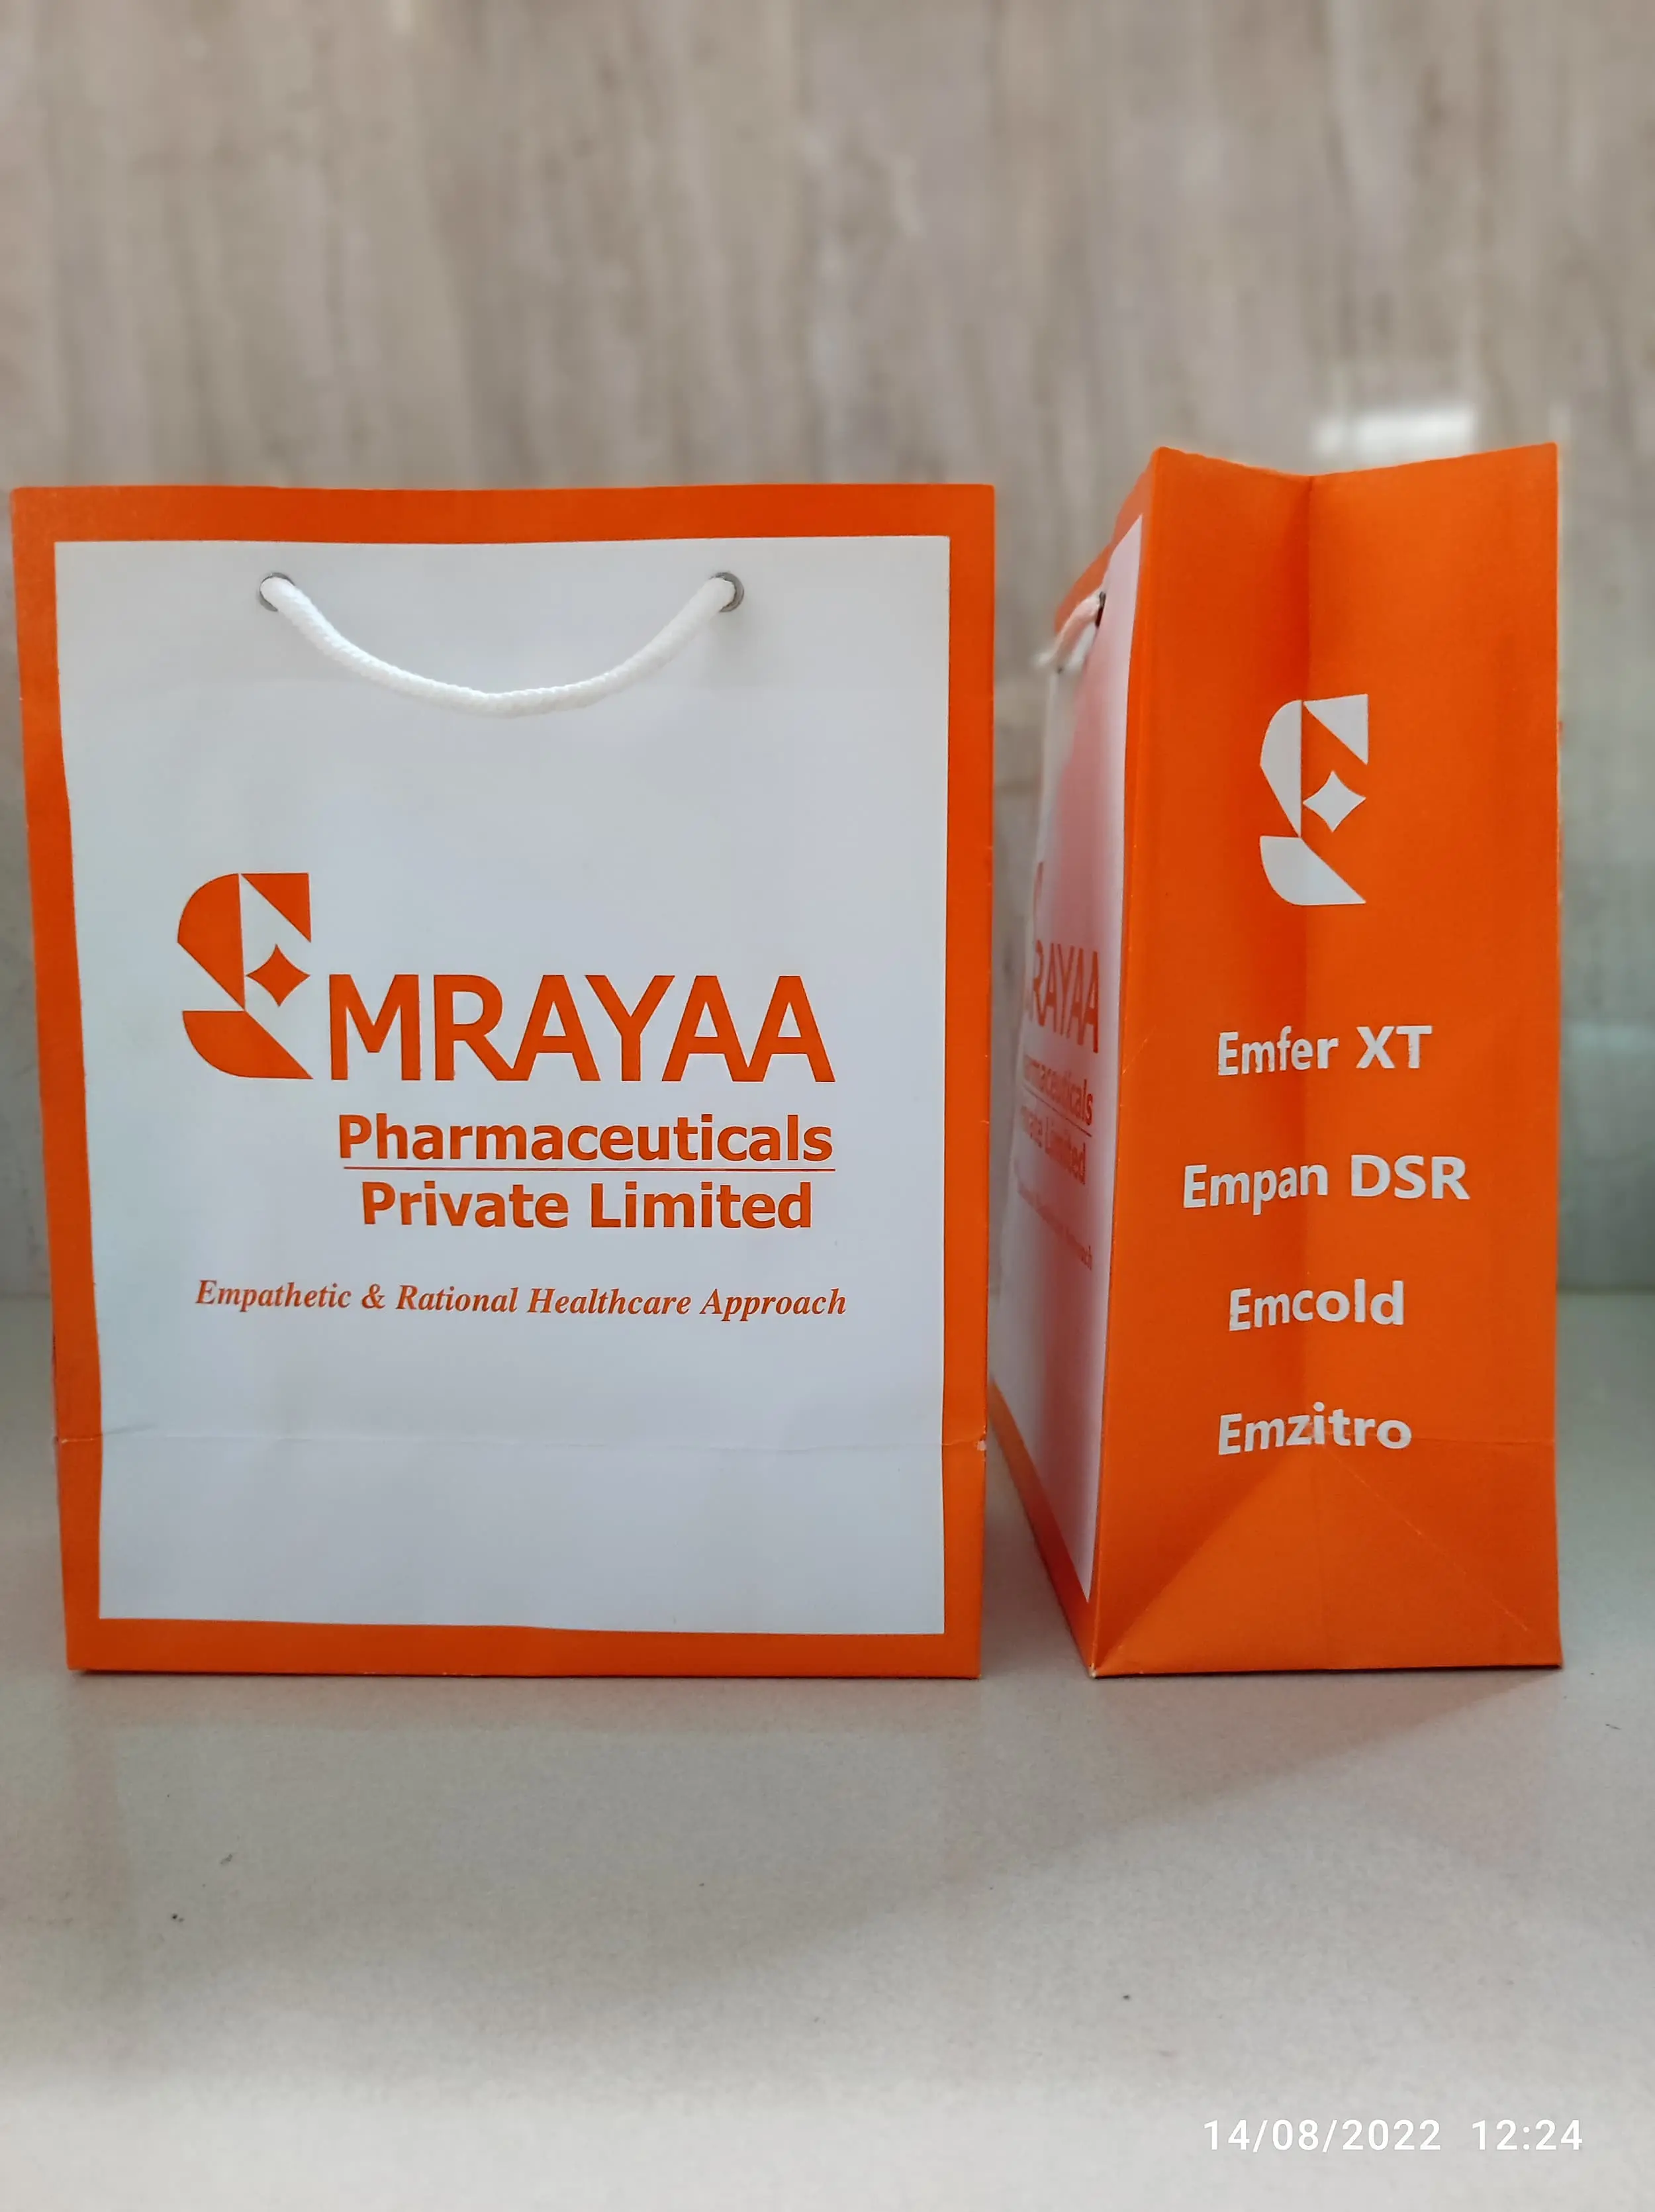 EMRAYAA
Pharmaceuticals
Private Limited
Empathetic & Rational Healthcare Approach
RAYAA
Emfer XT
Empan DSR
Emcold
Emzitro
14/08/2022 12:24